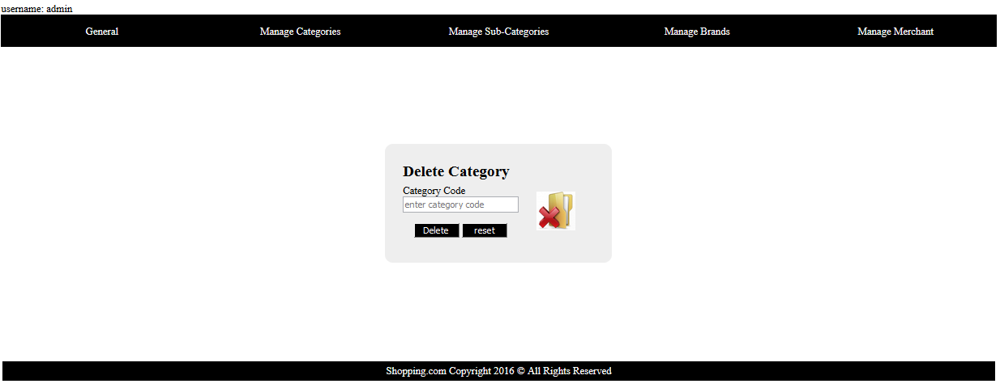 username: admin
General Manage Categories Manage Sub-Categories Manage Brands Manage Merchant
Delete Category
Category Code
enter category code
Delete reset
Shopping.com Copyright 2016 © All Rights Reserved